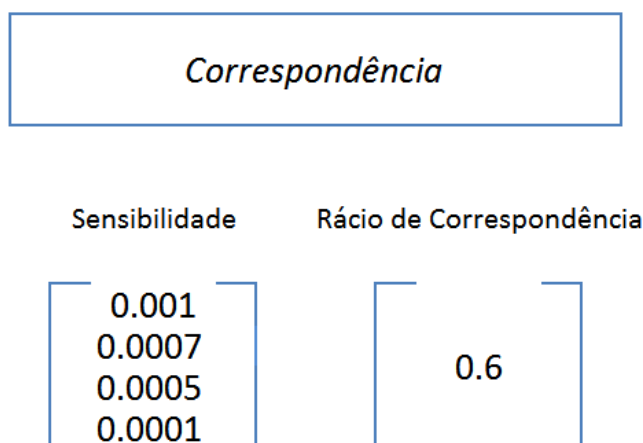 Correspondência
Sensibilidade
Rácio de Correspondência
0.001
0.0007
0.0005
0.0001
0.6